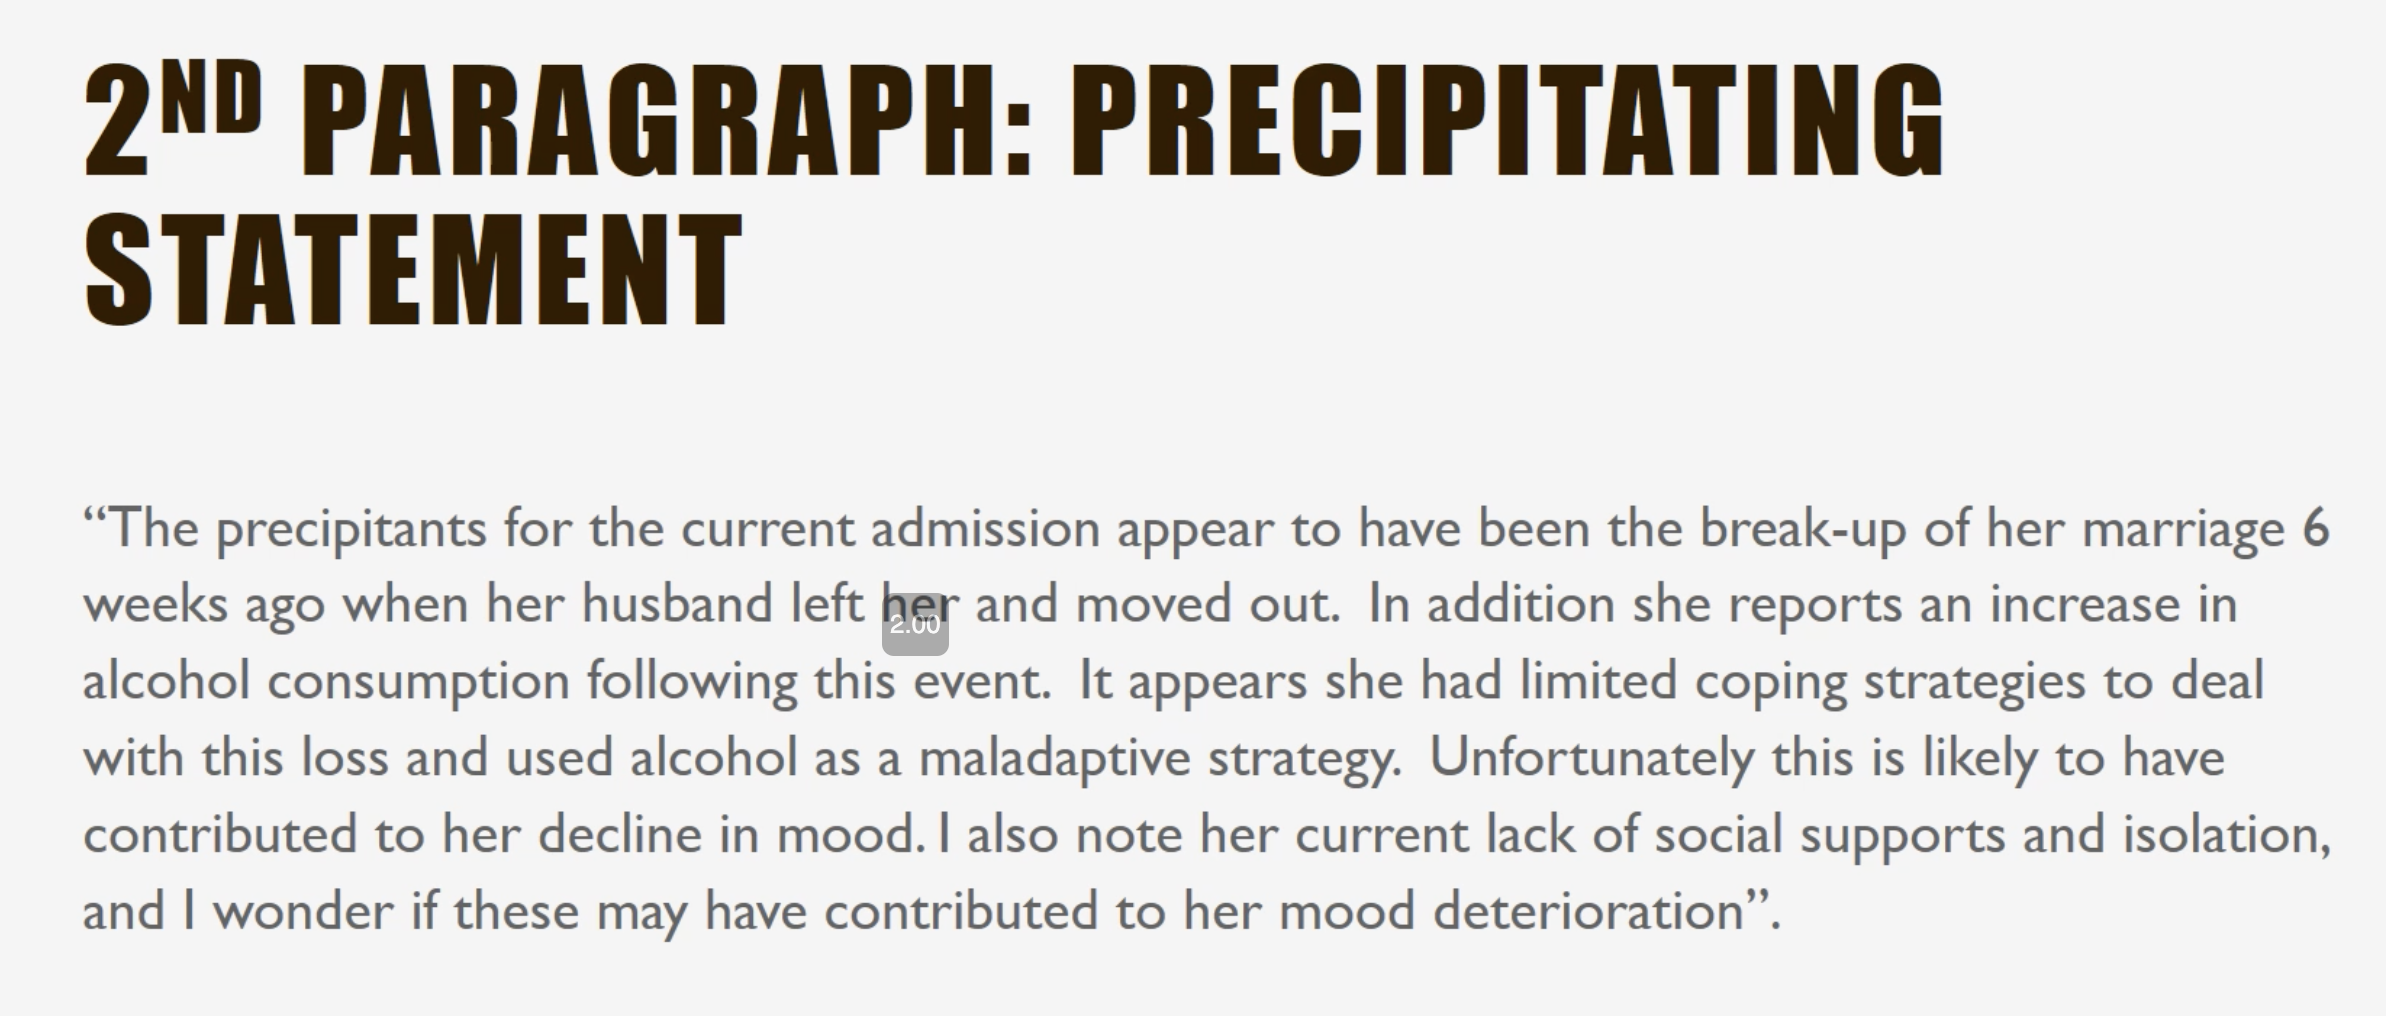 2ND PARAGRAPH: PRECIPITATING
STATEMENT
“The precipitants for the current admission appear to have been the break-up of her marriage 6
weeks ago when her husband left her and moved out. In addition she reports an increase in
2.00
alcohol consumption following this event. It appears she had limited coping strategies to deal
with this loss and used alcohol as a maladaptive strategy. Unfortunately this is likely to have
contributed to her decline in mood. I also note her current lack of social supports and isolation,
and I wonder if these may have contributed to her mood deterioration”.